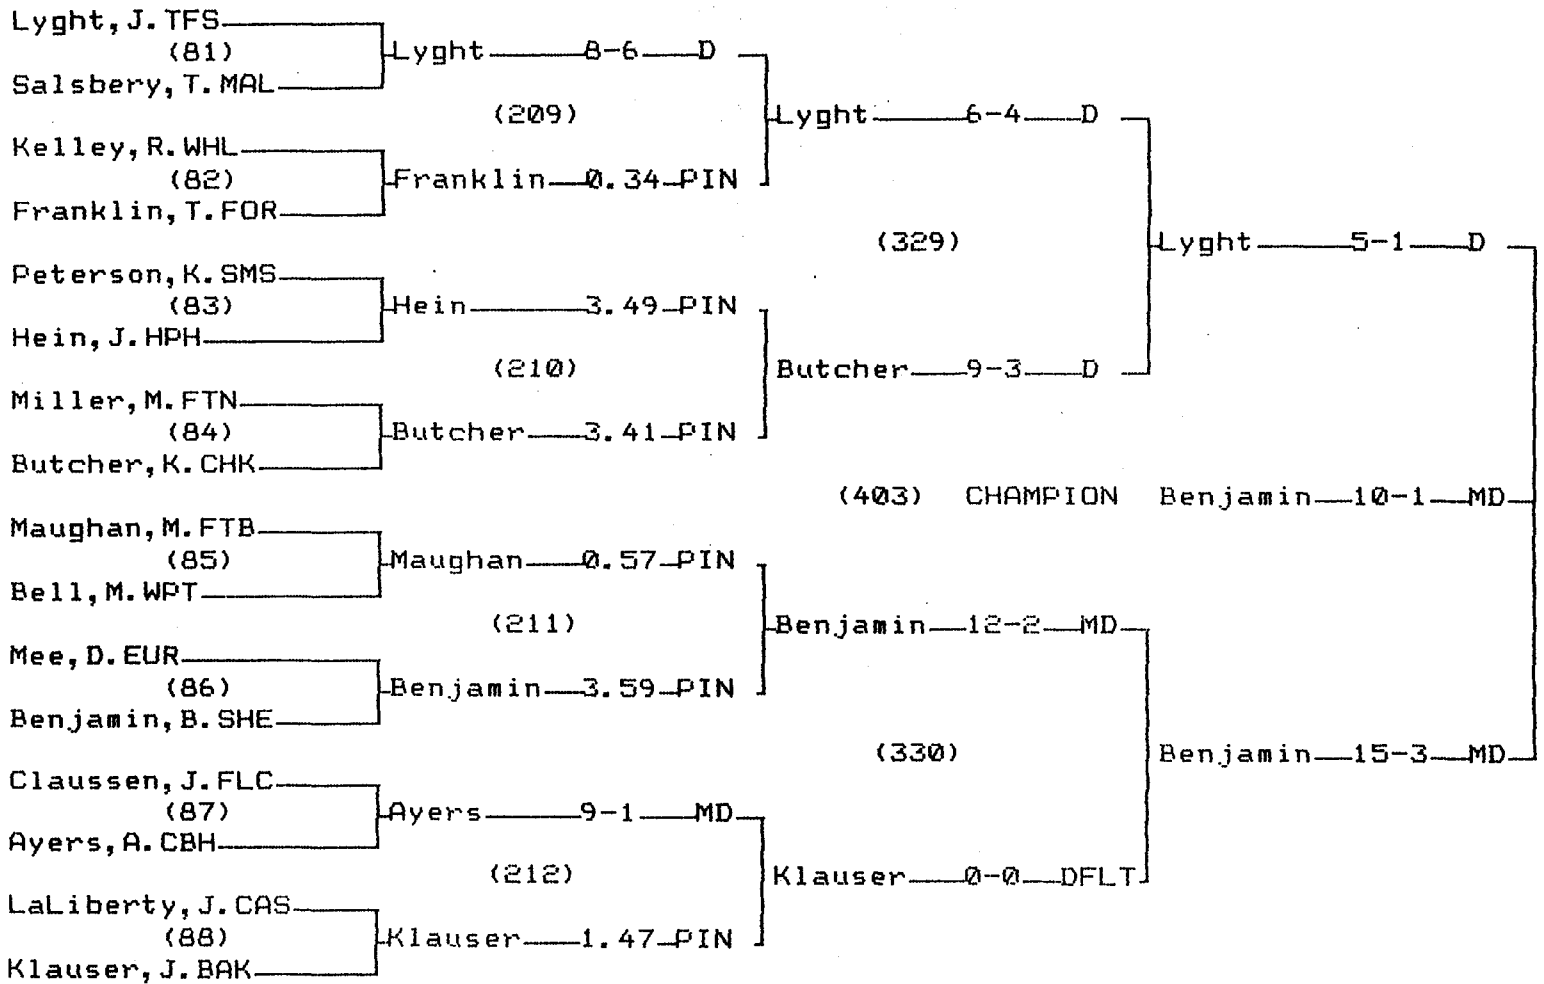 Lyght, J. TFS
(81) Lyght 8-6 D
Salsbery, T. MAL
(209) Lyght 6-4 D
Kelley, R. WHL
(82) Franklin 0.34 PIN
Franklin, T. FOR
(329) Lyght 5-1 D
Peterson, K. SMS
(83) Hein 3.49 PIN
Hein, J. HPH
(210) Butcher 9-3 D
Miller, M. FTN
(84) Butcher 3.41 PIN
Butcher, K. CHK
(403) CHAMPION Benjamin 10-1 MD
Maughan, M. FTB
(85) Maughan 0.57 PIN
Bell, M. WPT
(211) Benjamin 12-2 MD
Mee, D. EUR
(86) Benjamin 3.59 PIN
Benjamin, B. SHE
(330) Benjamin 15-3 MD
Claussen, J. FLC
(87) Ayers 9-1 MD
Ayers, A. CBH
(212) Klauser 0-0 DFLT
LaLiberty, J. CAS
(88) Klauser 1.47 PIN
Klauser, J. BAK